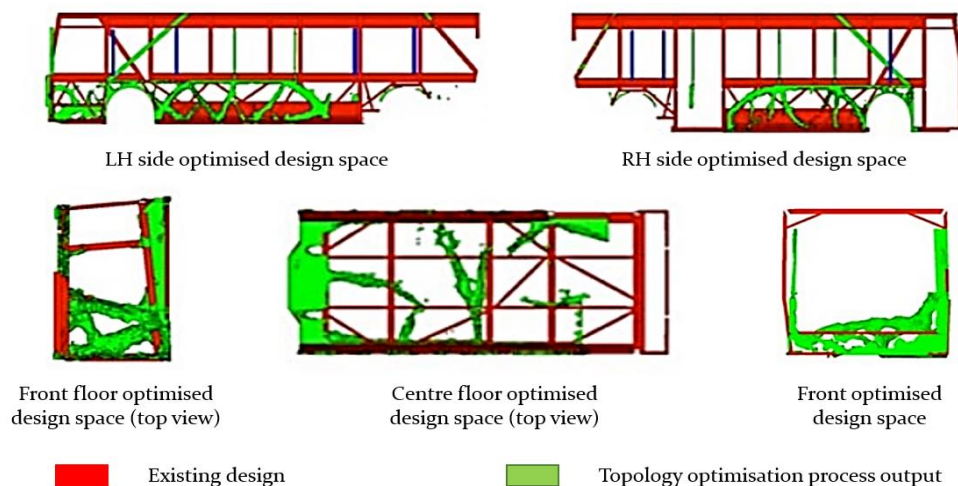 LH side optimised design space
RH side optimised design space
Front floor optimised
design space (top view)
Centre floor optimised
design space (top view)
Front optimised
design space
Existing design
Topology optimisation process output